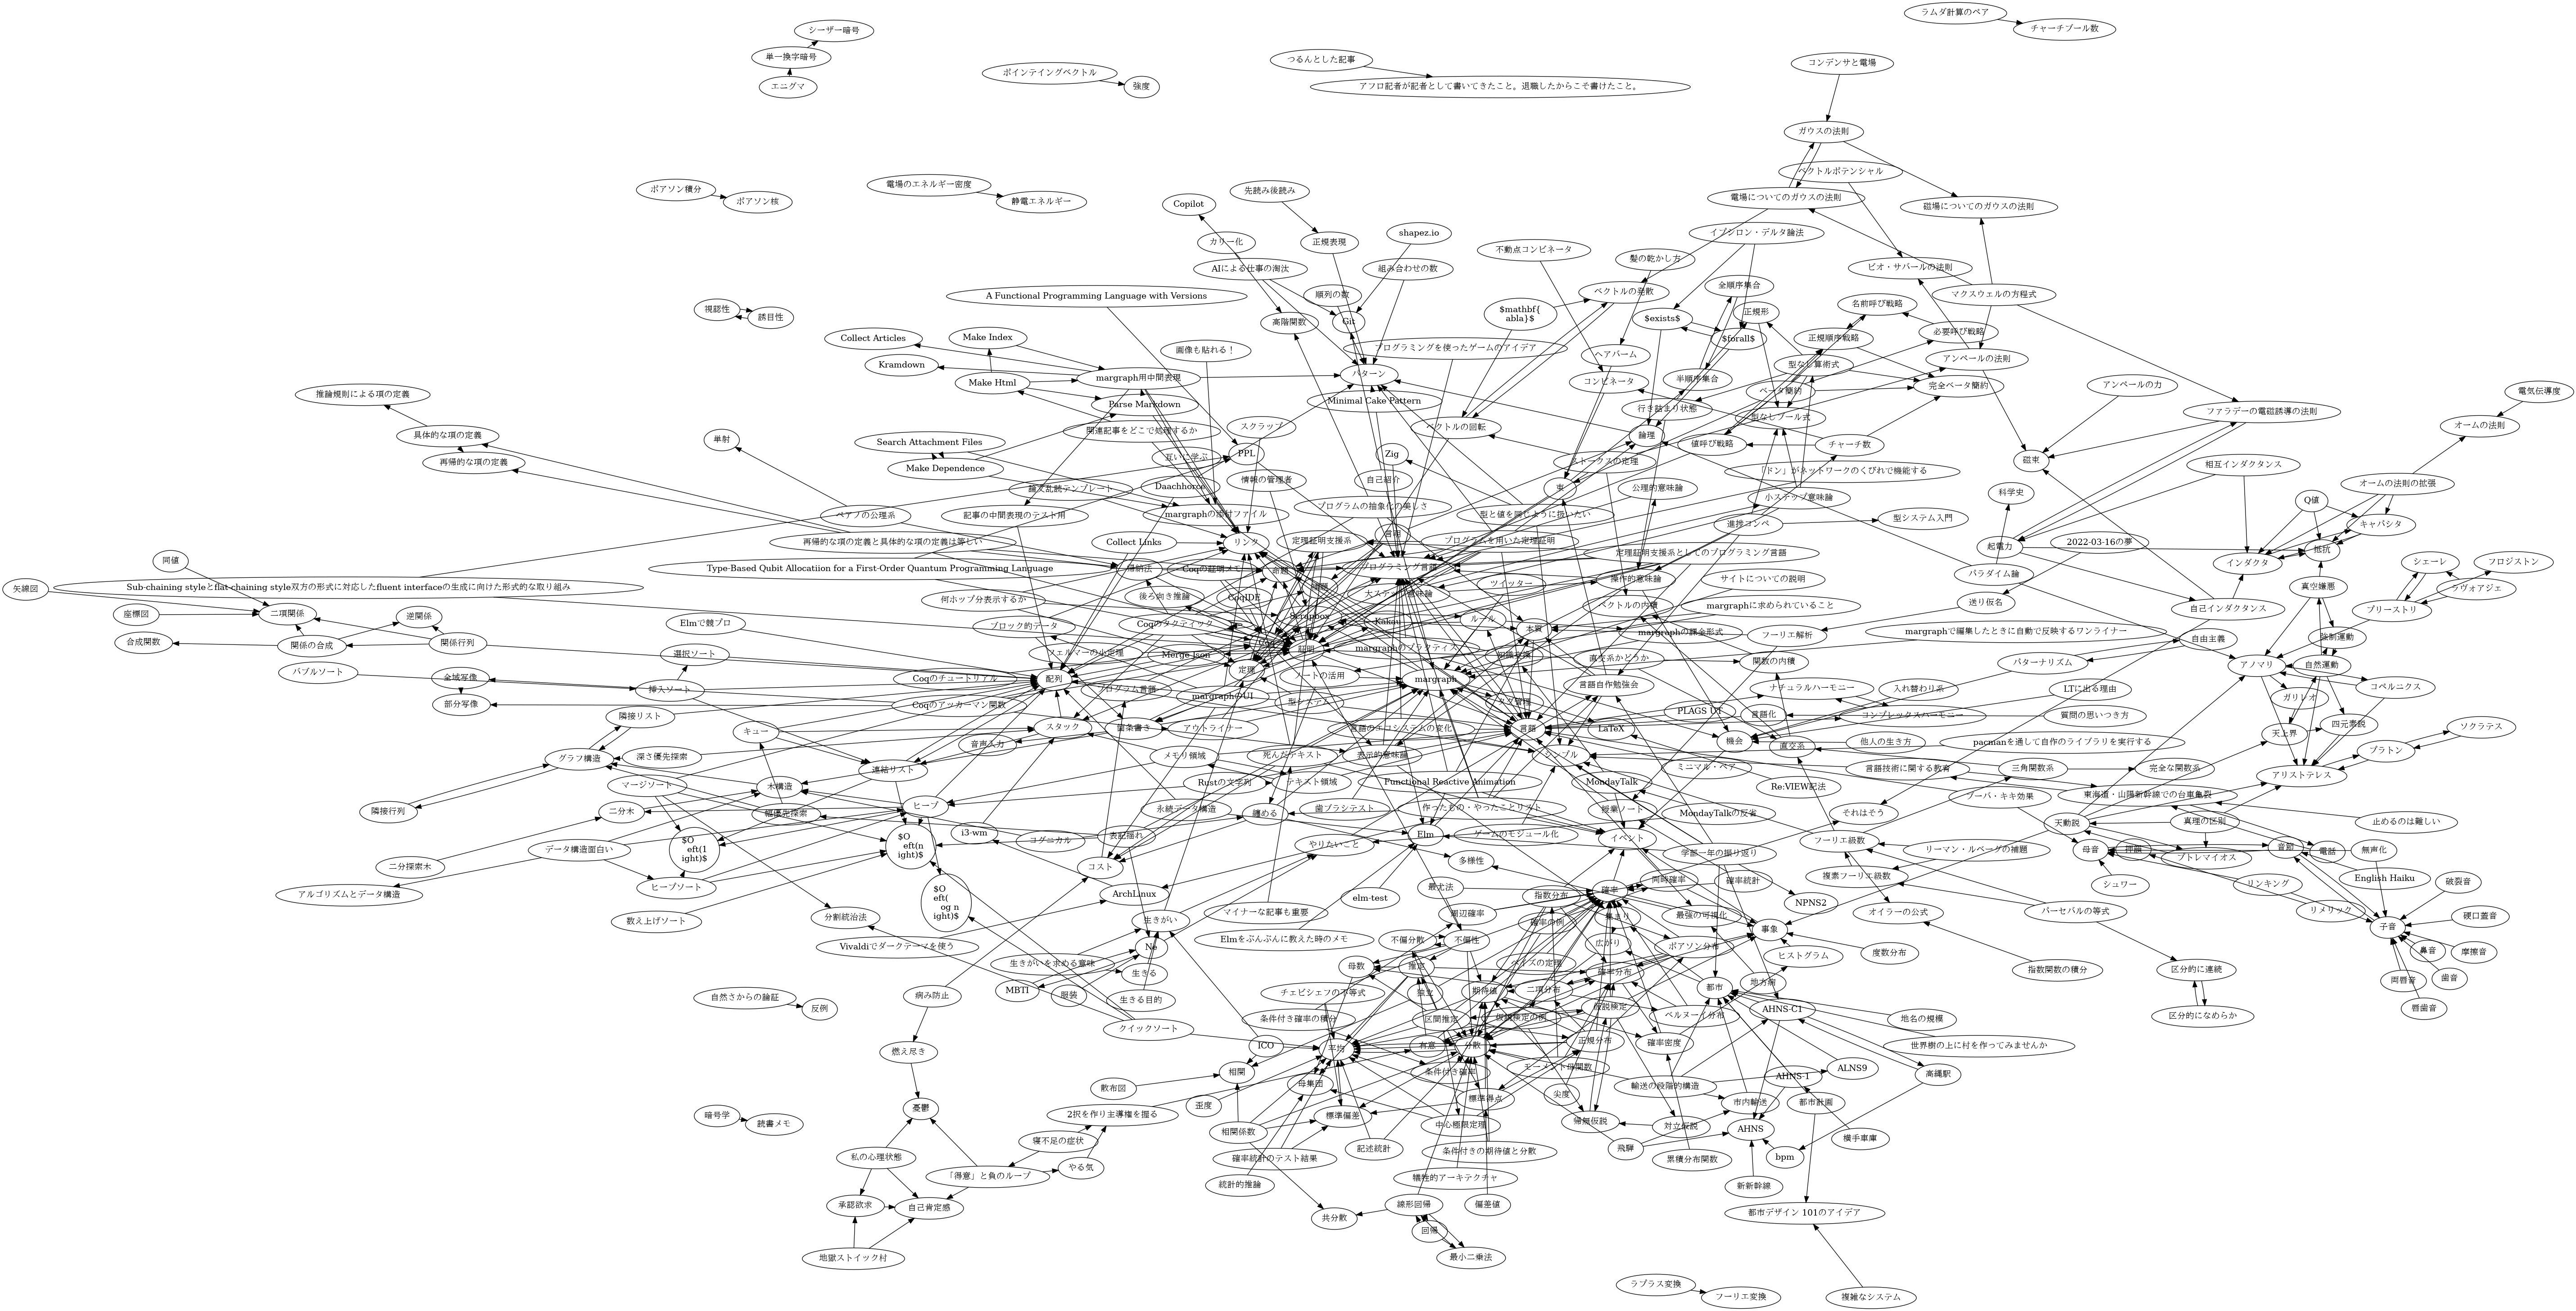 ラムダ計算のペア
チャーチブール数
シーザー暗号
単一換字暗号
エニグマ
つるんとした記事
アフロ記者が記者として書いてきたこと。退職したからこそ書けたこと。
ポインティングベクトル
強度
コンデンサと電場
ガウスの法則
ベクトルポテンシャル
電場についてのガウスの法則
磁場についてのガウスの法則
ポアソン積分
ポアソン核
電場のエネルギー密度
静電エネルギー
先読み後読み
Copilot
カリー化
正規表現
shapez.io
イプシロン・デルタ論法
不動点コンビネータ
髪の乾かし方
ビオ・サバールの法則
AIによる仕事の淘汰
組み合わせの数
順列の数
A Functional Programming Language with Versions
ベクトルの発散
全順序集合
マクスウェルの方程式
名前呼び戦略
視認性
誘目性
高階関数
Git
$mathbf{
abla}$
$exists$
正規形
$forall$
必要呼び戦略
正規順序戦略
Collect Articles
Make Index
画像も貼れる！
プログラミングを使ったゲームのアイデア
ヘアバーム
アンペールの法則
Kramdown
Make Html
margraph用中間表現
パターン
コンビネータ
半順序集合
型なし算術式
完全ベータ簡約
アンペールの力
電気伝導度
推論規則による項の定義
Parse Markdown
Minimal Cake Pattern
行き詰まり状態
ベータ簡約
型なしブール式
ファラデーの電磁誘導の法則
オームの法則
具体的な項の定義
再帰的な項の定義
単射
Search Attachment Files
Make Dependence
関連記事をどこで処理するか
スクラップ
ベクトルの回転
論理
値呼び戦略
チャーチ数
互いに学ぶ
PPL
Zig
ストークスの定理
磁束
相互インダクタンス
Daachhorse
情報の管理者
自己紹介
「ドン」がネットワークのくびれで機能する
論文乱読テンプレート
束
公理的意味論
小ステップ意味論
科学史
オームの法則の拡張
Q値
ペアノの公理系
記事の中間表現のテスト用
margraphの添付ファイル
プログラムの抽象化の美しさ
型と値を同じように扱いたい
進捗コンペ
型システム入門
キャパシタ
再帰的な項の定義と具体的な項の定義は等しい
Collect Links
リンク
定理証明支援系
プログラムを用いた定理証明
定理証明支援系としてのプログラミング言語
起電力
2022-03-16の夢
抵抗
インダクタ
同値
Type-Based Qubit Allocatiion for a First-Order Quantum Programming Language
帰納法
Coqの証明メモ
命題
プログラミング言語
操作的意味論
サイトについての説明
パラダイム論
シェーレ
フロジストン
矢線図
Sub-chaining styleとflat-chaining style双方の形式に対応したfluent interfaceの生成に向けた形式的な取り組み
ツイッター
真空嫌悪
ラヴォアジェ
何ホップ分表示するか
後ろ向き推論
CoqIDE
大ステップ意味論
ベクトルの内積
margraphに求められていること
送り仮名
自己インダクタンス
プリーストリ
座標図
二項関係
逆関係
ブロック的データ
Coqのタクティック
Scrapbox
Kakou
ルール
本質
margraphの課金形式
フーリエ解析
margraphで編集したときに自動で反映するワンライナー
自由主義
強制運動
Elmで競プロ
合成関数
関係の合成
関係行列
選択ソート
フェルマーの小定理
Merge Json
証明
margraphのプラクティス
直交系かどうか
関数の内積
パターナリズム
アノマリ
自然運動
バブルソート
全域写像
挿入ソート
Coqのチュートリアル
配列
定理
ノートの活用
margraph
言語自作勉強会
ナチュラルハーモニー
入れ替わり系
LTに出る理由
ガリレオ
コペルニクス
部分写像
Coqのアッカーマン関数
プログラム言語
margraphのUI
型システム
タグ管理
PLAGS UT
言語化
コンプレックスハーモニー
質問の思いつき方
四元素説
隣接リスト
キュー
スタック
箇条書き
アウトライナー
言語のエコシステムの変化
言語
LaTeX
天上界
ソクラテス
グラフ構造
深さ優先探索
音声入力
メモリ領域
死んだテキスト
表示的意味論
機会
直交系
他人の生き方
pacmanを通して自作のライブラリを実行する
プラトン
アリストテレス
隣接行列
マージソート
木構造
連結リスト
Rustの文字列
テキスト領域
Functional Reactive Animation
MondayTalk
ミニマル・ペア
Re:VIEW記法
言語技術に関する教育
三角関数系
完全な関数系
二分木
幅優先探索
ヒープ
永続データ構造
纏める
歯ブラシテスト
作ったもの・やったことリスト
授業ノート
MondayTalkの反省
ブーバ・キキ効果
東海道・山陽新幹線での台車亀裂
それはそう
天動説
真理の区別
止めるのは難しい
i3-wm
コグニカル
表記揺れ
Elm
ゲームのモジュール化
イベント
フーリエ級数
リーマン・ルベーグの補題
二分探索木
データ構造面白い
$O
eft(1
ight)$
$O
eft(n
ight)$
やりたいこと
学部一年の振り返り
母音
音韻
プトレマイオス
音節
電話
無声化
アルゴリズムとデータ構造
ヒープソート
コスト
ArchLinux
多様性
複素フーリエ級数
シュワー
リンキング
English Haiku
破裂音
$O
eft(
og n
ight)$
数え上げソート
分割統治法
生きがい
マイナーな記事も重要
elm-test
最尤法
指数分布
確率
同時確率
確率統計
NPNS2
オイラーの公式
パーセバルの等式
リメリック
硬口蓋音
子音
Vivaldiでダークテーマを使う
Elmをぶんぶんに教えた時のメモ
周辺確率
確率の例
集まり
最強の可視化
事象
Ne
不偏分散
不偏性
広がり
ポアソン分布
度数分布
ヒストグラム
鼻音
摩擦音
生きがいを求める意味
生きる
母数
推定
ベイズの定理
確率分布
指数関数の積分
区分的に連続
両唇音
歯音
MBTI
服装
生きる目的
チェビシェフの不等式
独立
期待値
二項分布
都市
地方病
自然さからの論証
反例
病み防止
条件付き確率の積分
区間推定
仮説検定
仮説検定の例
ベルヌーイ分布
AHNS-C1
地名の規模
区分的になめらか
唇歯音
クイックソート
燃え尽き
ICO
平均
有意
分散
正規分布
確率密度
世界樹の上に村を作ってみませんか
散布図
相関
母集団
条件付き確率
モーメント母関数
輸送の段階的構造
AHNS-1
ALNS9
高縄駅
暗号学
読書メモ
憂鬱
2択を作り主導権を握る
歪度
標準偏差
標準得点
尖度
帰無仮説
対立仮説
市内輸送
都市計画
寝不足の症状
相関係数
中心極限定理
AHNS
横手車庫
私の心理状態
「得意」と負のループ
やる気
確率統計のテスト結果
記述統計
条件付きの期待値と分散
飛騨
累積分布関数
bpm
統計的推論
犠牲的アーキテクチャ
新新幹線
承認欲求
自己肯定感
共分散
線形回帰
偏差値
都市デザイン 101のアイデア
回帰
地獄ストイック村
最小二乗法
ラプラス変換
フーリエ変換
複雑なシステム